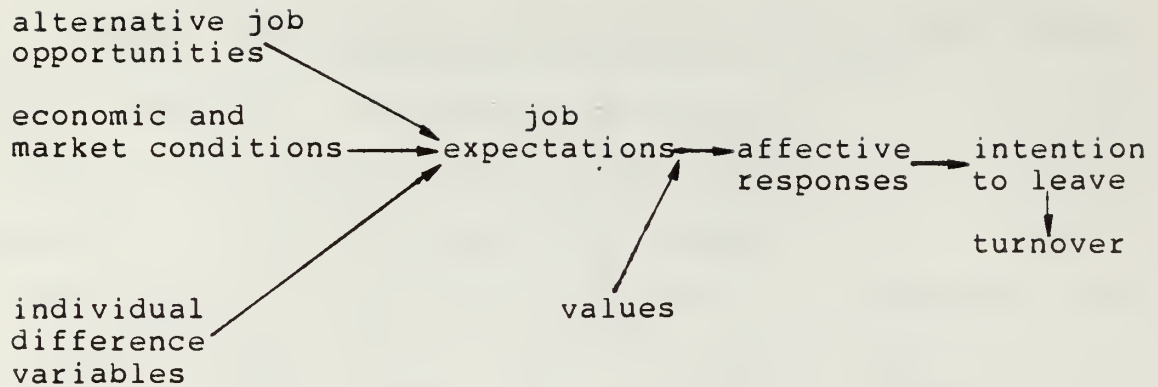 alternative job
opportunities
economic and
market conditions
job
expectations
affective
responses
intention
to leave
turnover
values
individual
difference
variables